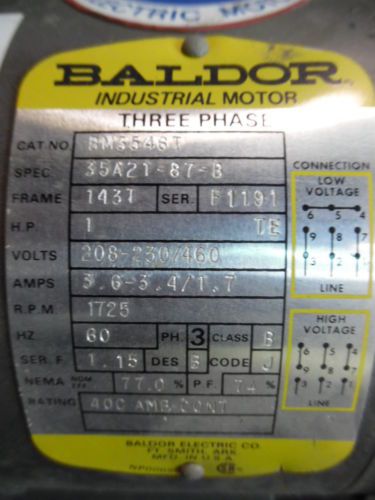 ELECTRIC MOT
BALDOR
INDUSTRIAL MOTOR
THREE PHASE
CAT NO. BM3546T
SPEC. 35A21-87-B
FRAME 143T SER. F1191
H.P. 1 TE
VOLTS 208-230/460
AMPS 3.6-3.4/1.7
R.P.M. 1725
HZ 60 PH. 3 CLASS B
SER. F. 1.15 DES B CODE J
NEMA NOM EFF 77.0 % P.F. 74 %
RATING 40C AMB CONT
CONNECTION
LOW
VOLTAGE
6 5 4
9 8 7
3 2 1
LINE
HIGH
VOLTAGE
6 5 4
9 8 7
3 2 1
LINE
BALDOR ELECTRIC CO.
FT. SMITH, ARK.
MFG. IN U.S.A.